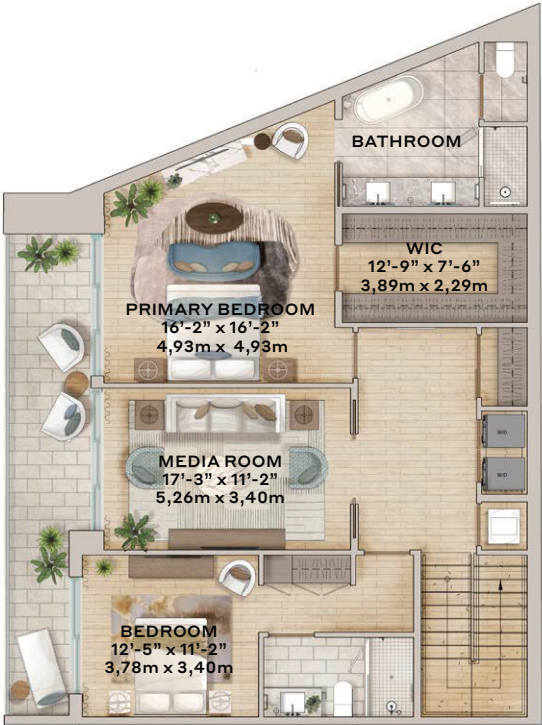 BATHROOM
WIC
12’-9” x 7’-6”
3,89m x 2,29m
PRIMARY BEDROOM
16’-2” x 16’-2”
4,93m x 4,93m
W/D
MEDIA ROOM
17’-3” x 11’-2”
5,26m x 3,40m
W/D
BEDROOM
12’-5” x 11’-2”
3,78m x 3,40m